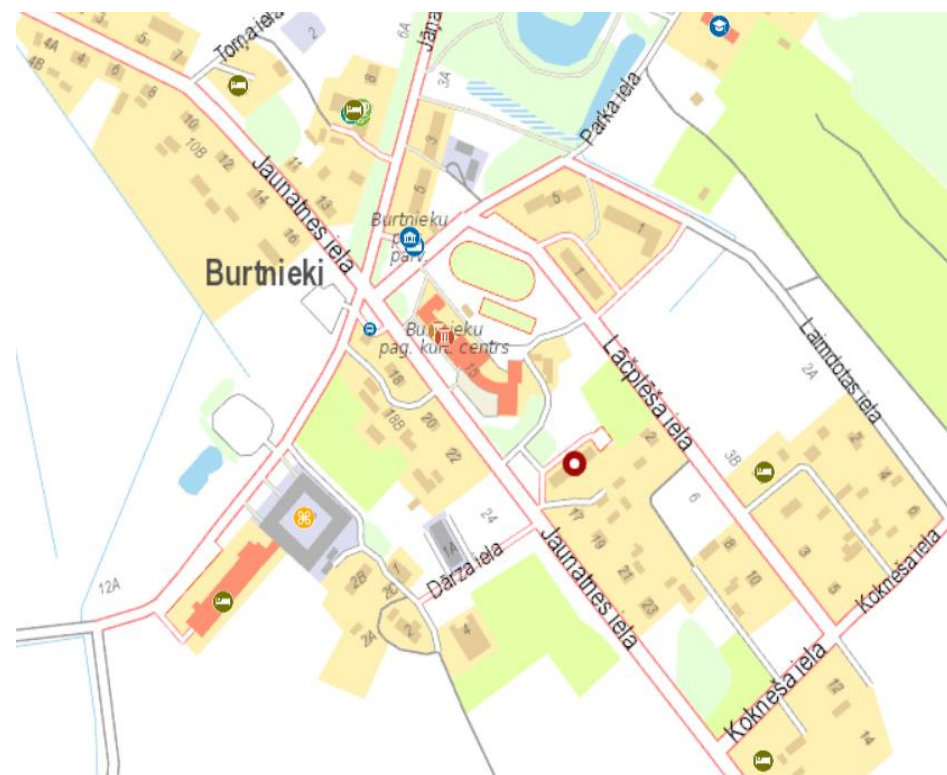 3
5
7
4A
4
6
4B
8
Toma iela
2
6A
Jāņa
8
3A
3
5
10
10B
12
14
16
11
13
Jaunatnes iela
Parka iela
Burtnieku
pārv.
Burtnieki
5
1
1
Burtnieku
pag. kult. centrs
15
18
18B
20
22
Lāčplēša iela
Laimdotas iela
2A
2
3B
2
4
6
6
17
24
19
21
23
8
10
3
5
1A
Dārza iela
Jaunatnes iela
1
2B
2C
2
2A
4
12A
Kokneša iela
Kokneša iela
12
14